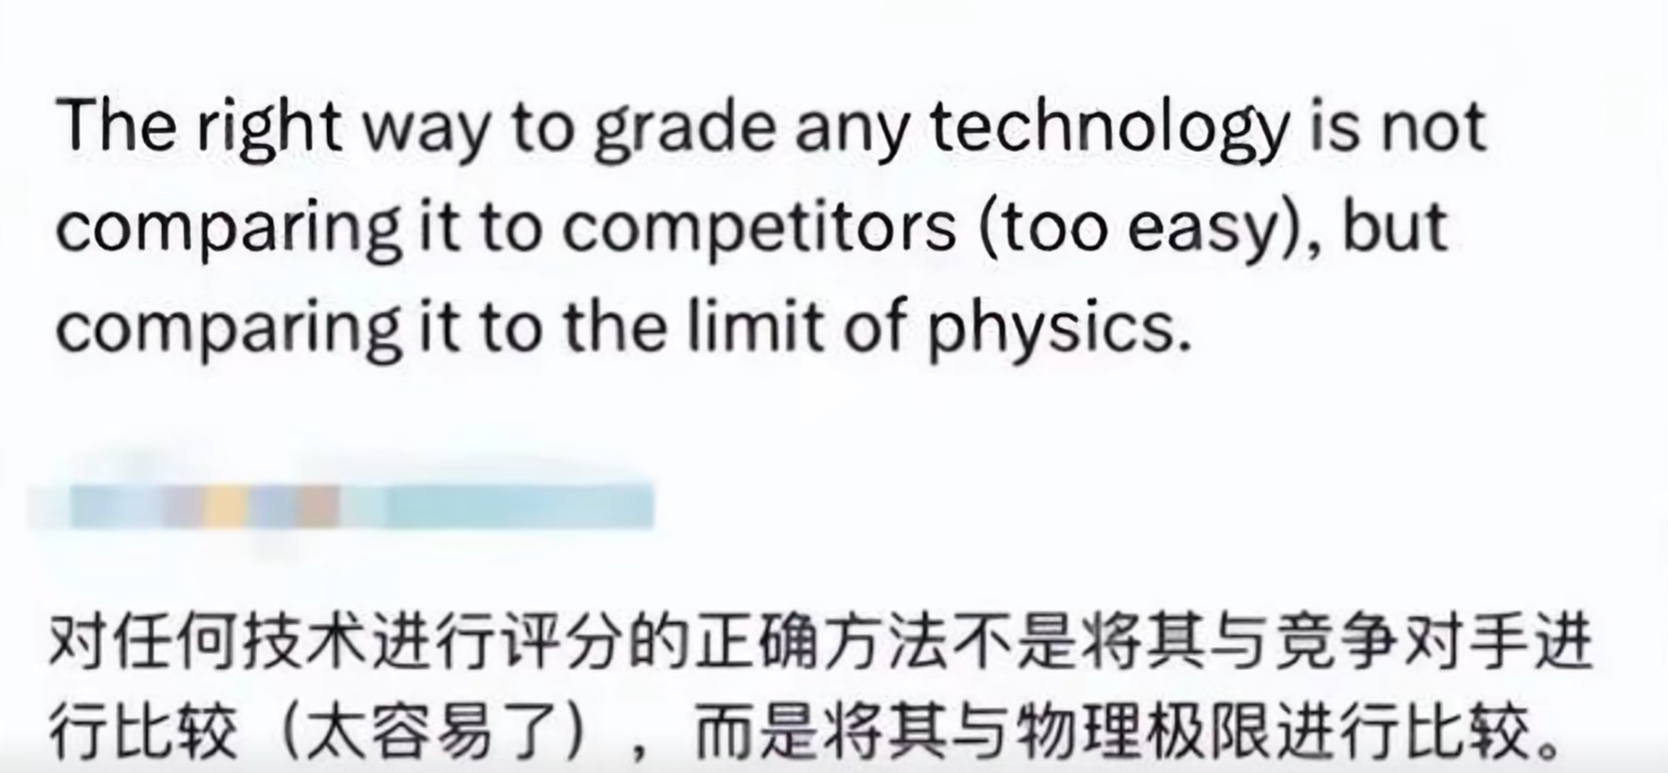 The right way to grade any technology is not
comparing it to competitors (too easy), but
comparing it to the limit of physics.
对任何技术进行评分的正确方法不是将其与竞争对手进
行比较（太容易了），而是将其与物理极限进行比较。